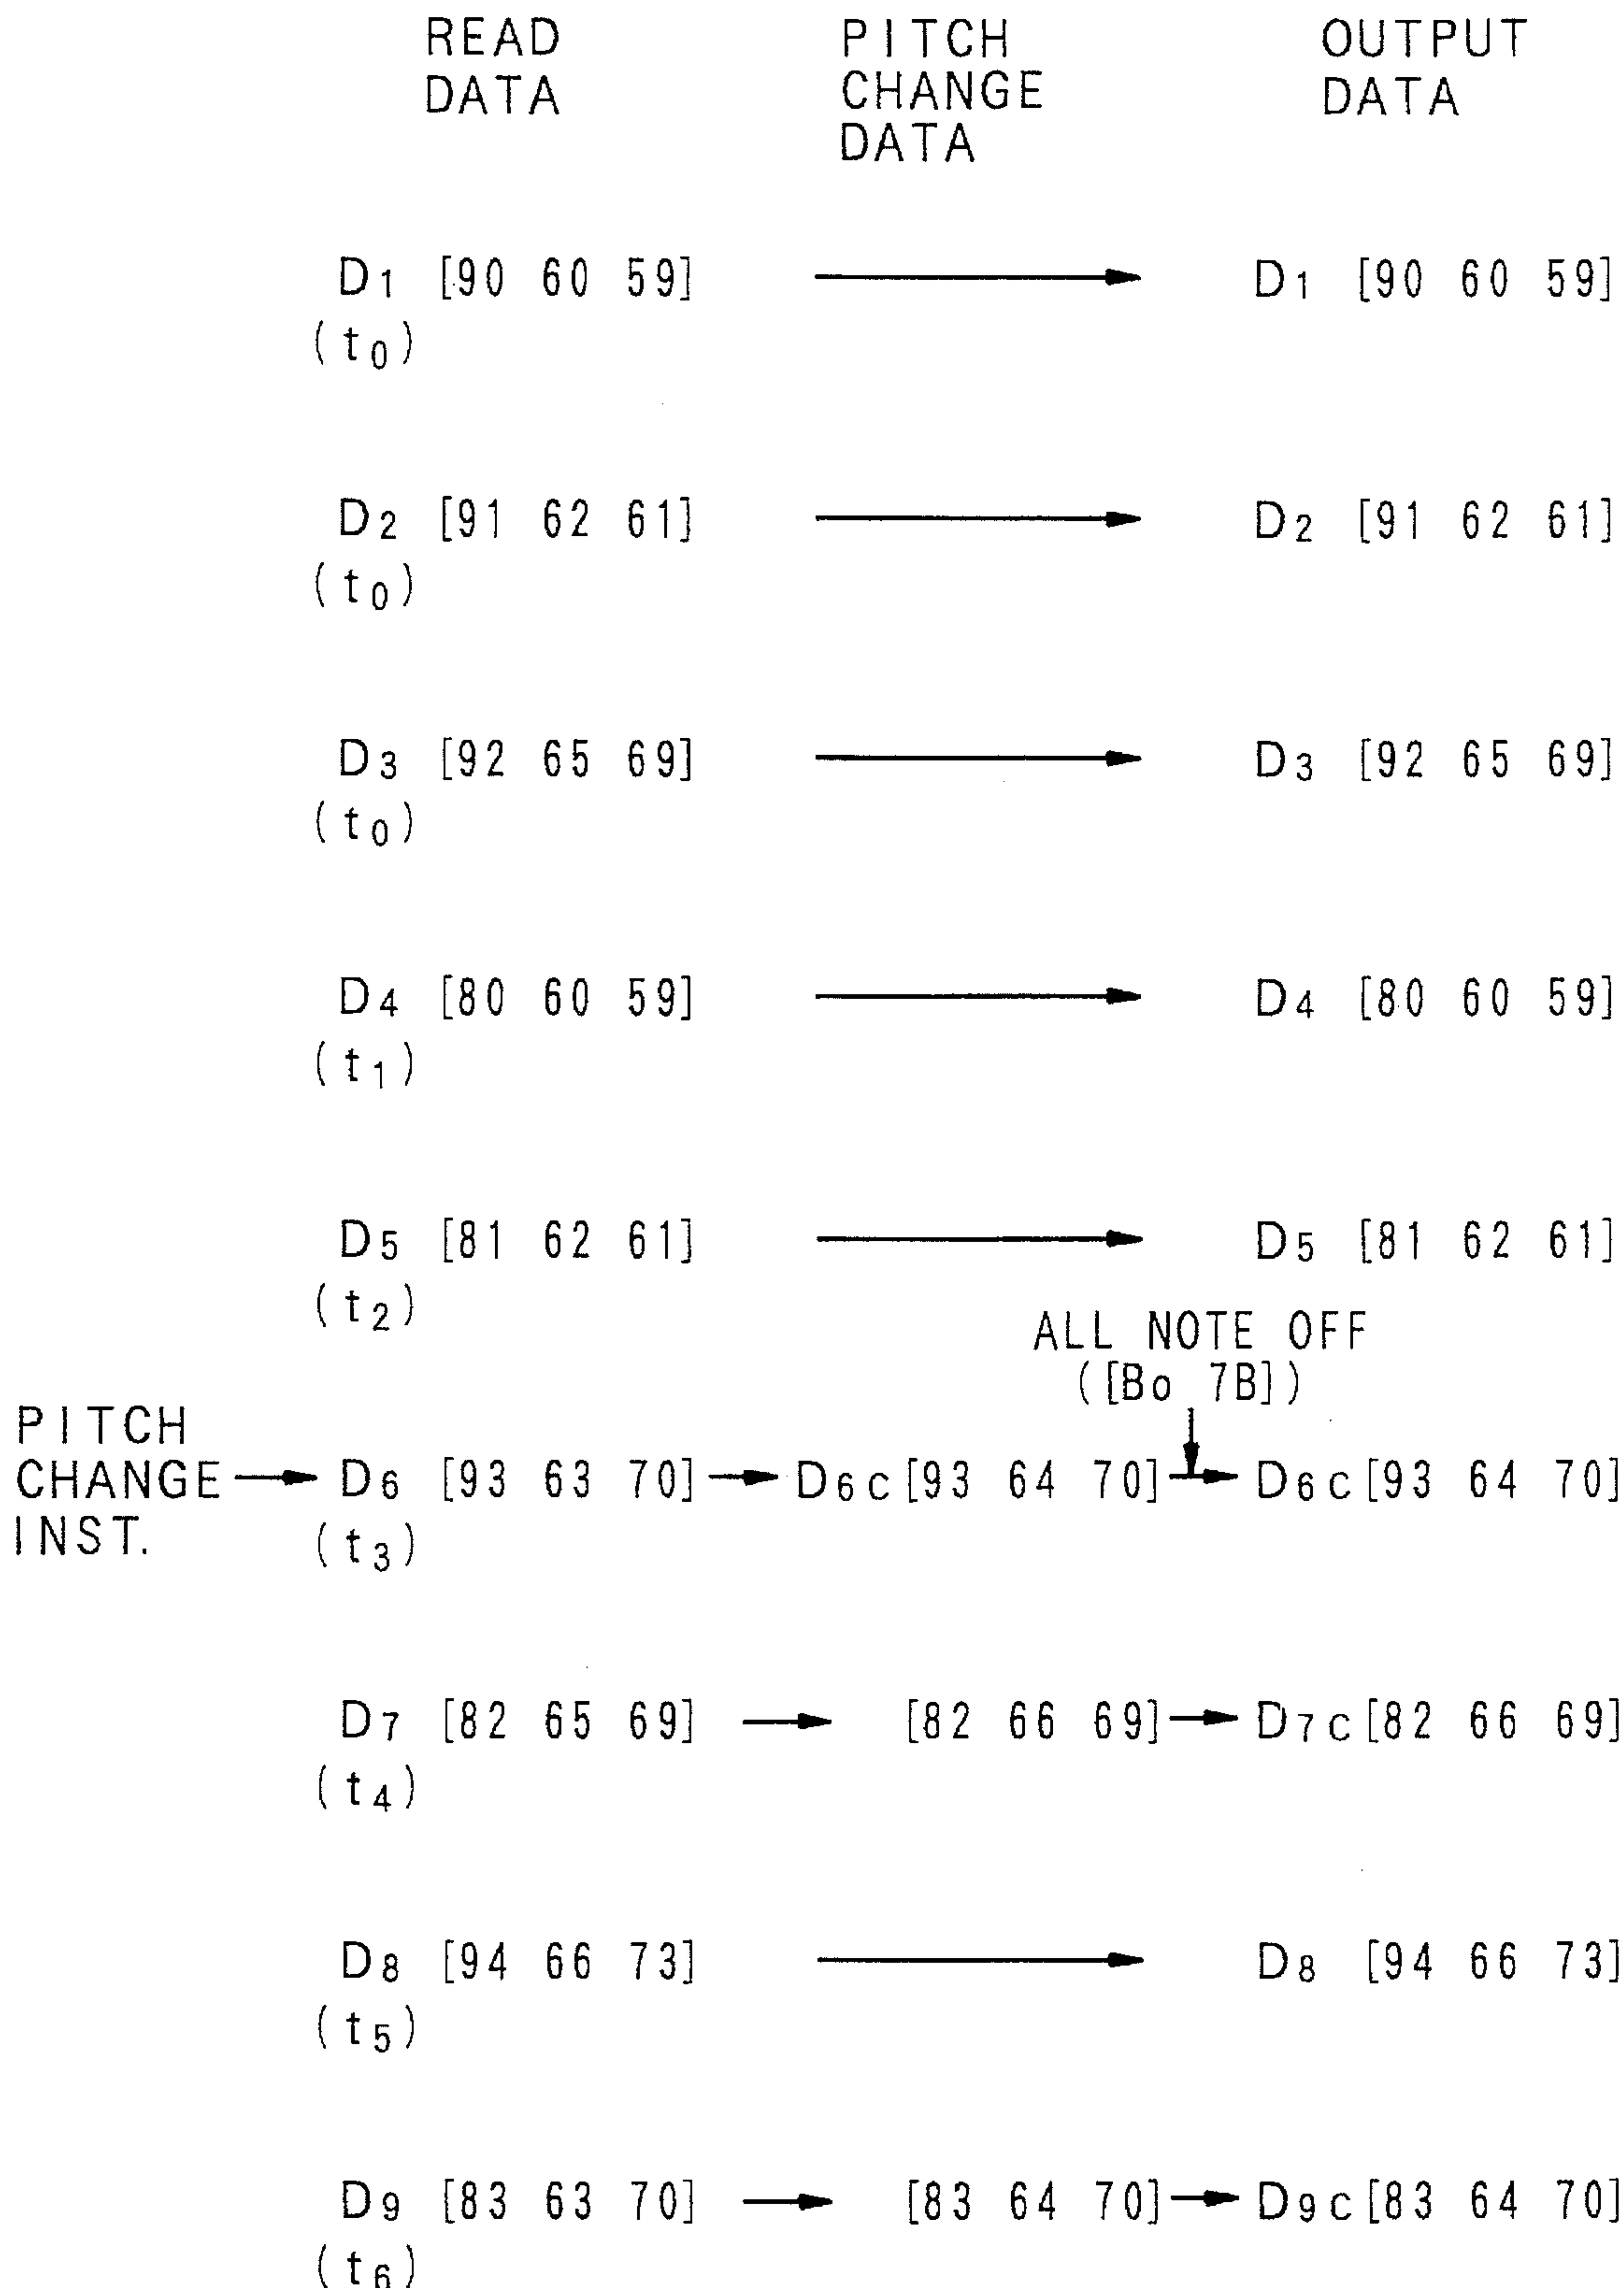 READ DATA
PITCH CHANGE DATA
OUTPUT DATA
D1 [90 60 59] → D1 [90 60 59]
(t0)
D2 [91 62 61] → D2 [91 62 61]
(t0)
D3 [92 65 69] → D3 [92 65 69]
(t0)
D4 [80 60 59] → D4 [80 60 59]
(t1)
D5 [81 62 61] → D5 [81 62 61]
(t2)
ALL NOTE OFF
([Bo 7B])
PITCH
CHANGE → D6 [93 63 70] → D6C [93 64 70] → D6C [93 64 70]
INST. (t3)
D7 [82 65 69] → [82 66 69] → D7C [82 66 69]
(t4)
D8 [94 66 73] → D8 [94 66 73]
(t5)
D9 [83 63 70] → [83 64 70] → D9C [83 64 70]
(t6)